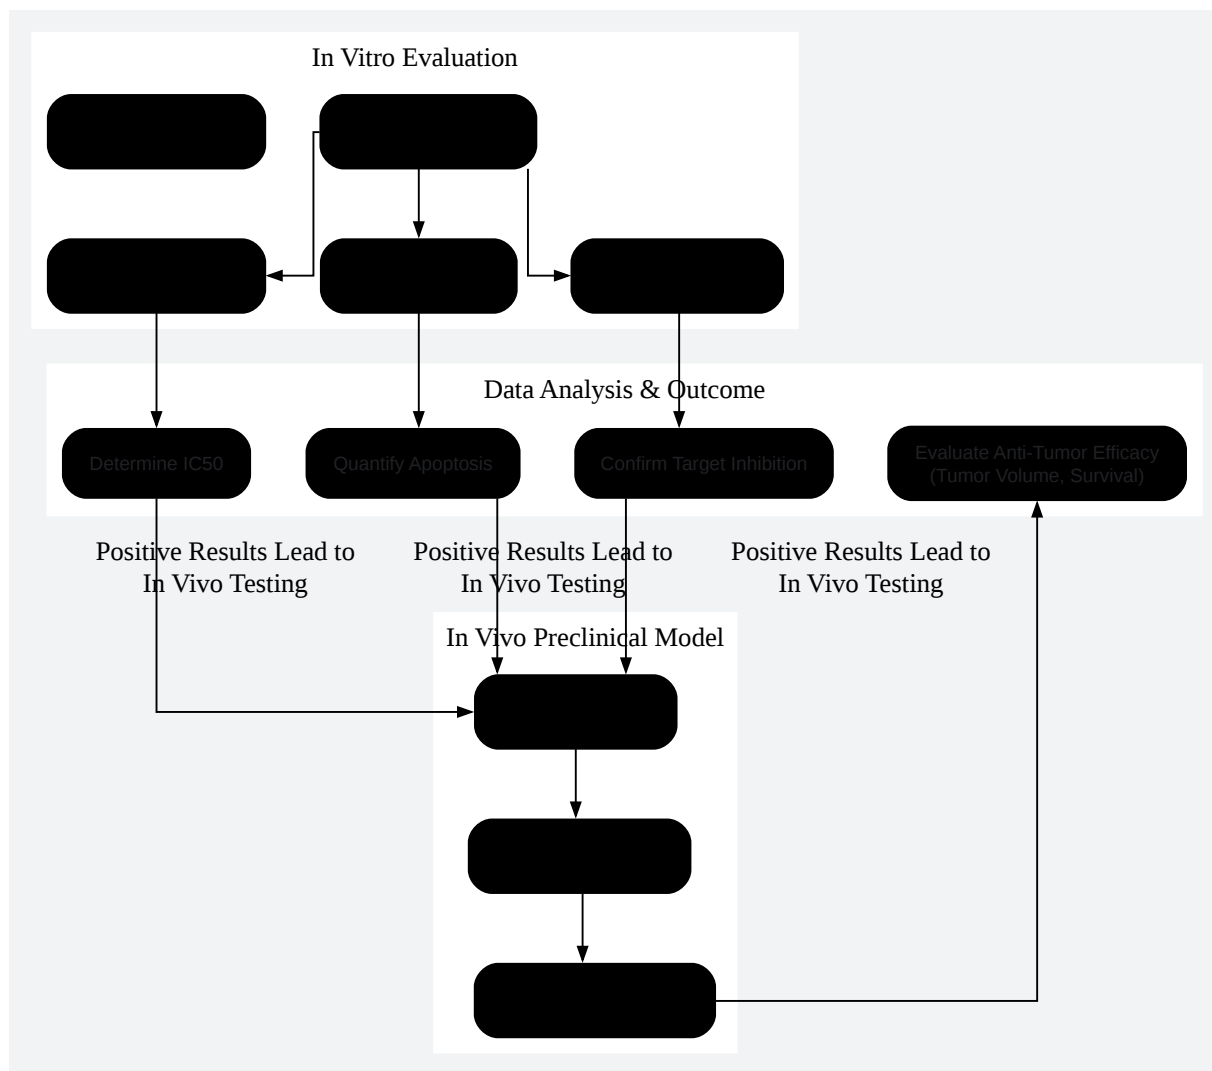 In Vitro Evaluation
Data Analysis & Outcome
Determine IC50
Quantify Apoptosis
Confirm Target Inhibition
Evaluate Anti-Tumor Efficacy
(Tumor Volume, Survival)
Positive Results Lead to
In Vivo Testing
Positive Results Lead to
In Vivo Testing
Positive Results Lead to
In Vivo Testing
In Vivo Preclinical Model